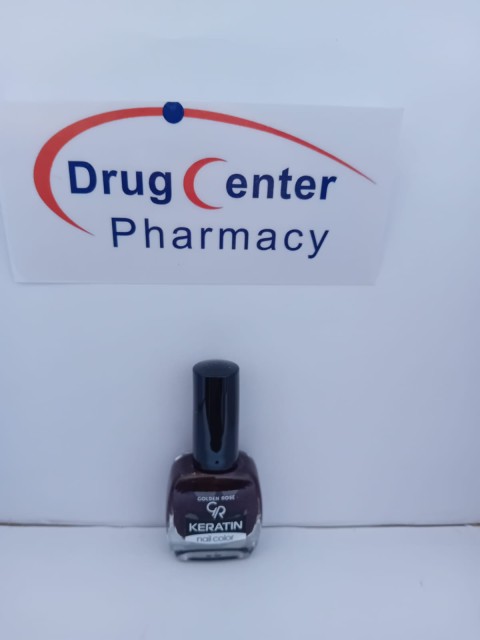 Drug Center
Pharmacy
GOLDEN ROSE
GR
KERATIN
nail color